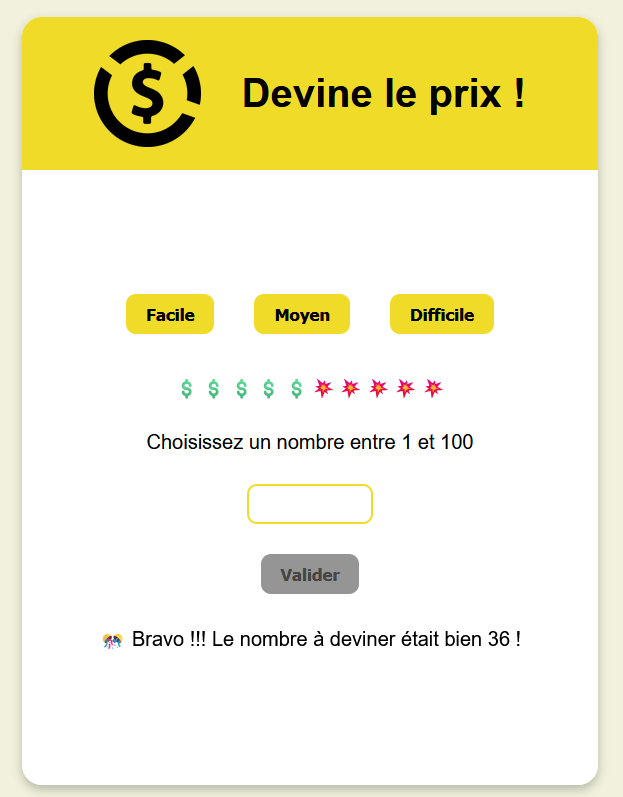 Devine le prix !
Facile Moyen Difficile
$ $ $ $ $
Choisissez un nombre entre 1 et 100
Valider
Bravo !!! Le nombre à deviner était bien 36 !